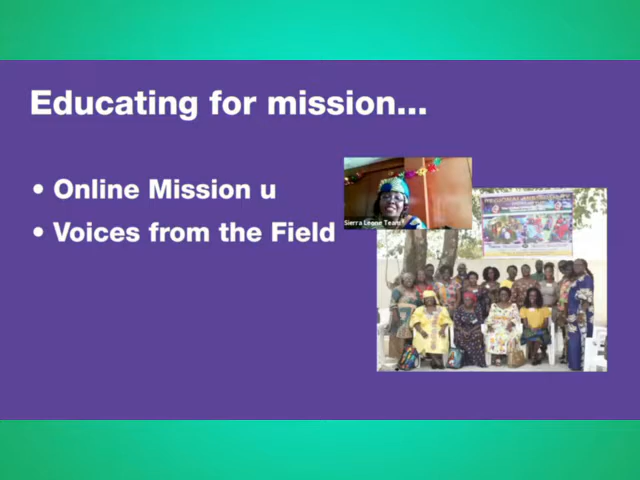 Educating for mission...
• Online Mission u
• Voices from the Field
Sierra Leone Team